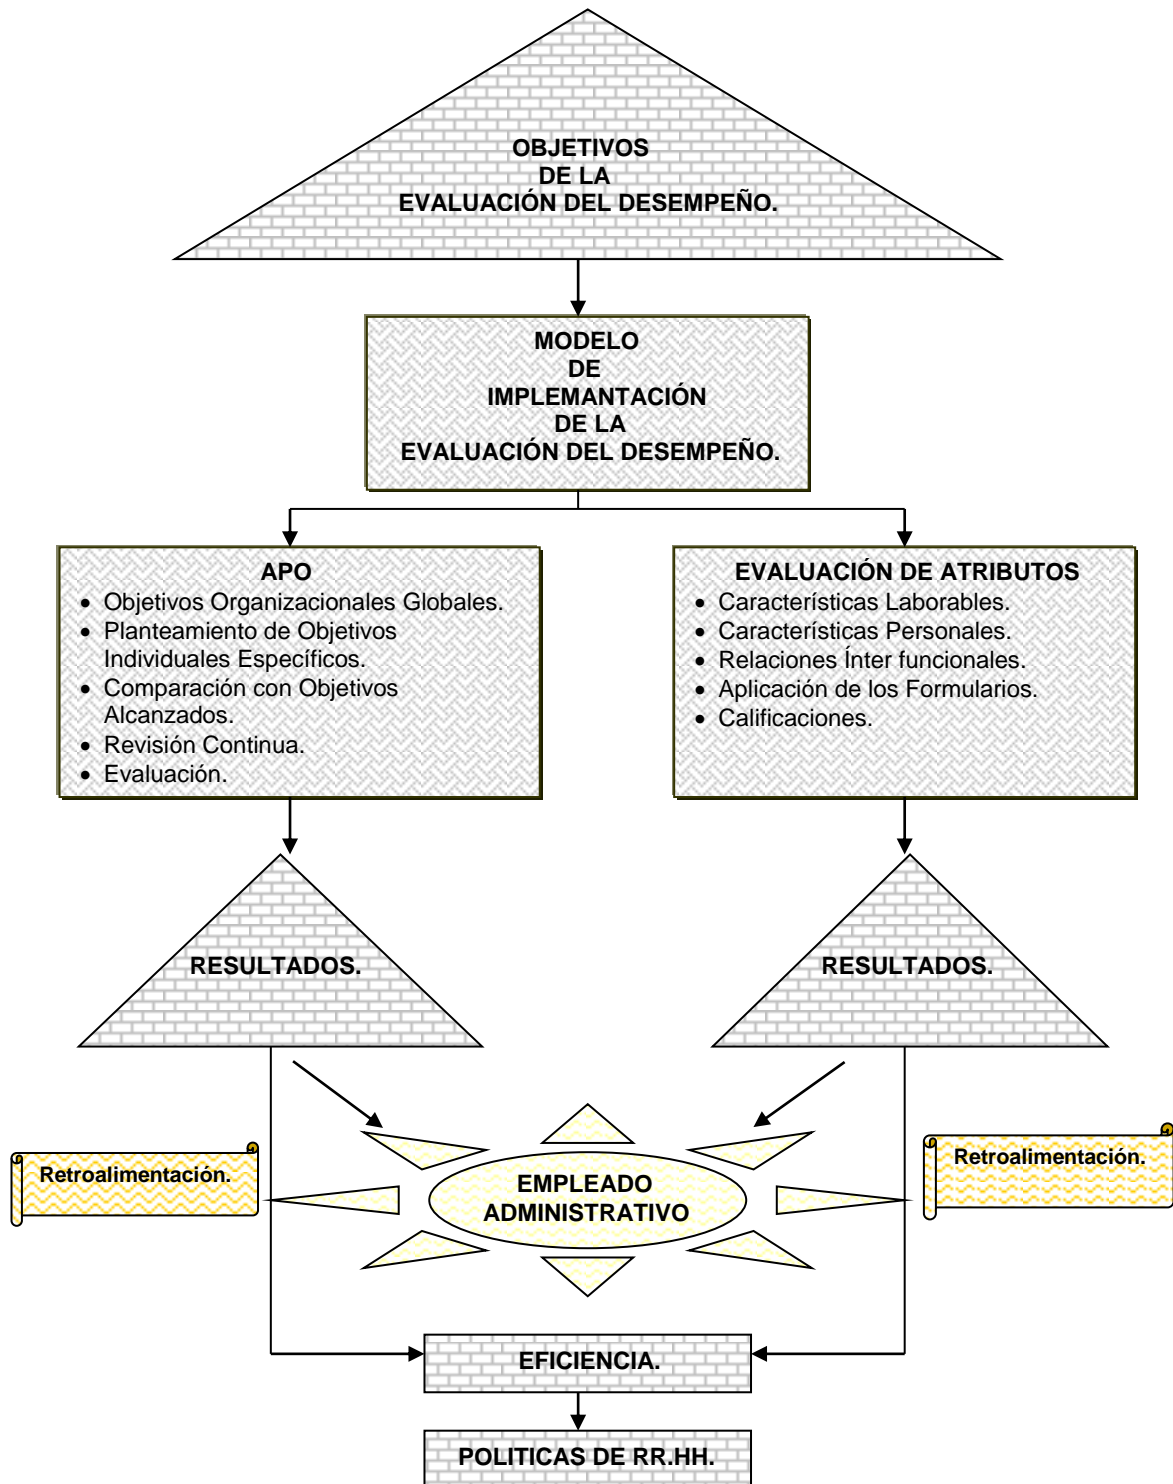 OBJETIVOS
DE LA
EVALUACIÓN DEL DESEMPEÑO.
MODELO
DE
IMPLEMANTACIÓN
DE LA
EVALUACIÓN DEL DESEMPEÑO.
APO
• Objetivos Organizacionales Globales.
• Planteamiento de Objetivos
Individuales Específicos.
• Comparación con Objetivos
Alcanzados.
• Revisión Continua.
• Evaluación.
EVALUACIÓN DE ATRIBUTOS
• Características Laborables.
• Características Personales.
• Relaciones Ínter funcionales.
• Aplicación de los Formularios.
• Calificaciones.
RESULTADOS.
RESULTADOS.
Retroalimentación.
EMPLEADO
ADMINISTRATIVO
Retroalimentación.
EFICIENCIA.
POLITICAS DE RR.HH.